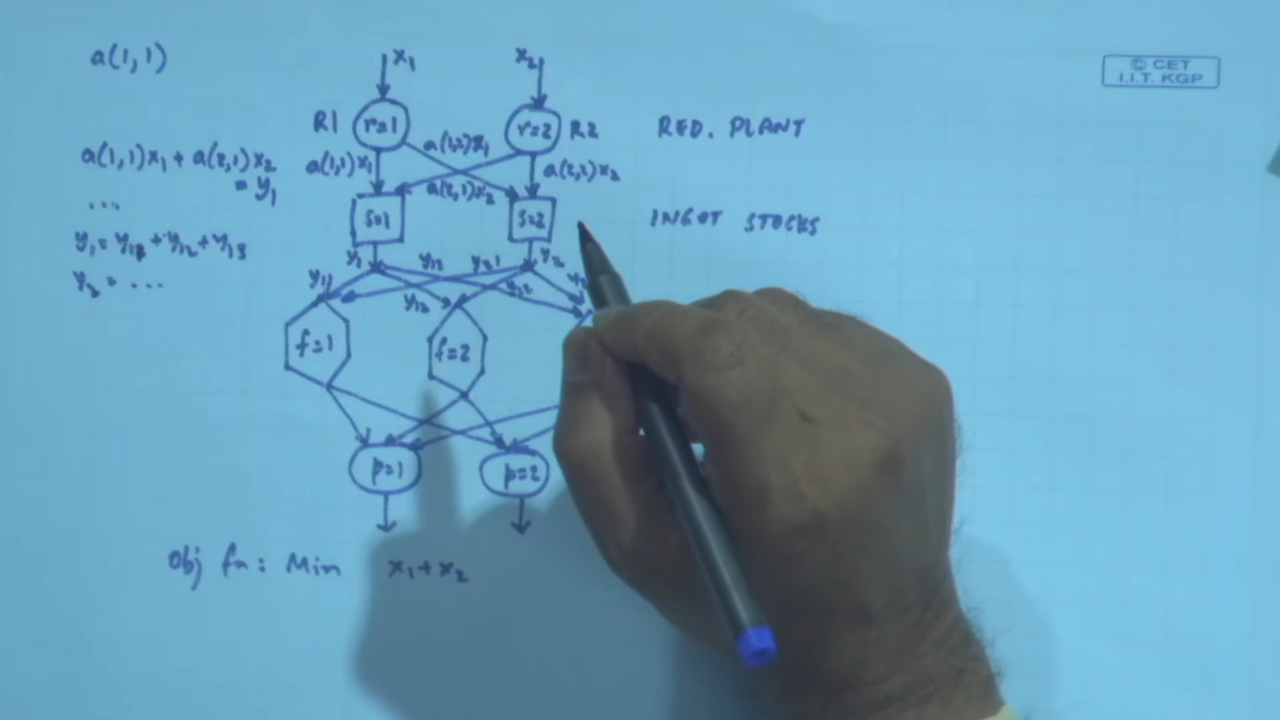 a(1,1)
© CET
I.I.T. KGP
x₁
x₂
R1
r=1
r=2
R2
RED. PLANT
a(1,1)x₁ + a(2,1)x₂
= y₁
...
y₁ = y₁₁ + y₁₂ + y₁₃
y₂ = ...
a(1,1)x₁
a(1,2)x₁
a(2,1)x₂
a(2,2)x₂
s=1
s=2
INGOT STOCKS
y₁
y₂
y₁₁
y₁₂
f=1
f=2
p=1
p=2
Obj fn: Min x₁+x₂